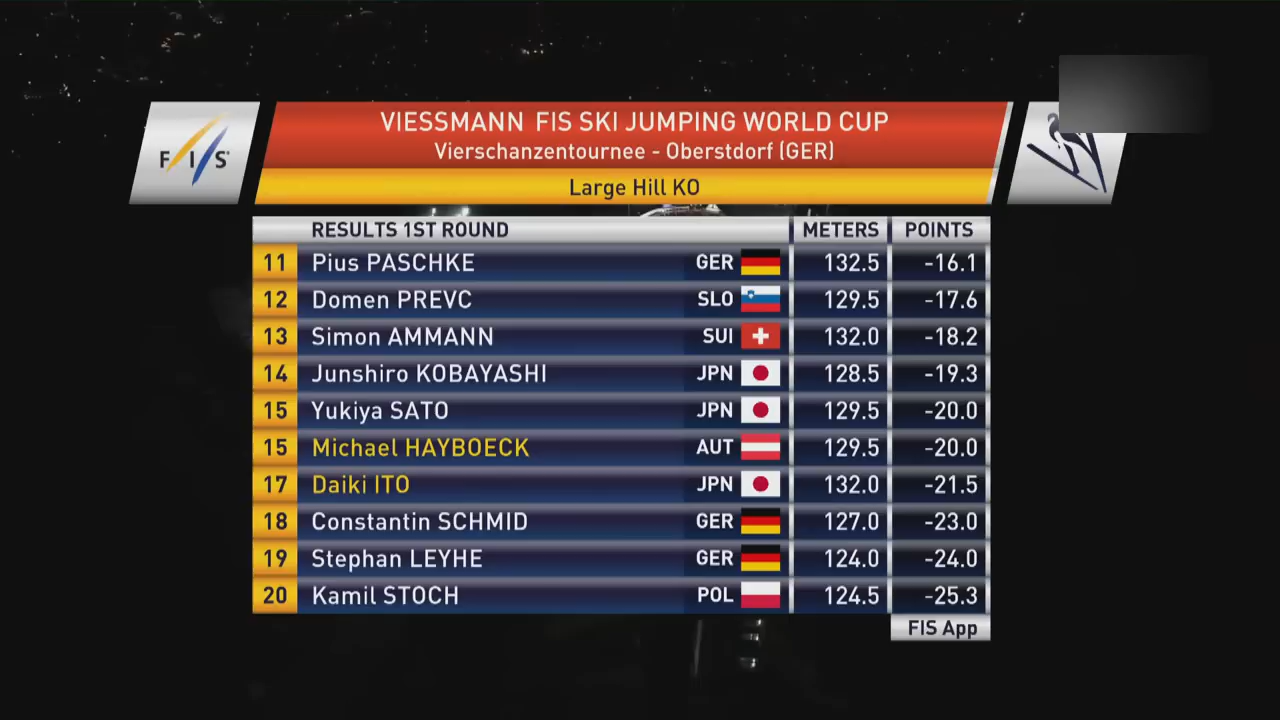 FIS
VIESSMANN FIS SKI JUMPING WORLD CUP
Vierschanzentournee - Oberstdorf (GER)
Large Hill KO
RESULTS 1ST ROUND METERS POINTS
11 Pius PASCHKE GER 132.5 -16.1
12 Domen PREVC SLO 129.5 -17.6
13 Simon AMMANN SUI 132.0 -18.2
14 Junshiro KOBAYASHI JPN 128.5 -19.3
15 Yukiya SATO JPN 129.5 -20.0
15 Michael HAYBOECK AUT 129.5 -20.0
17 Daiki ITO JPN 132.0 -21.5
18 Constantin SCHMID GER 127.0 -23.0
19 Stephan LEYHE GER 124.0 -24.0
20 Kamil STOCH POL 124.5 -25.3
FIS App